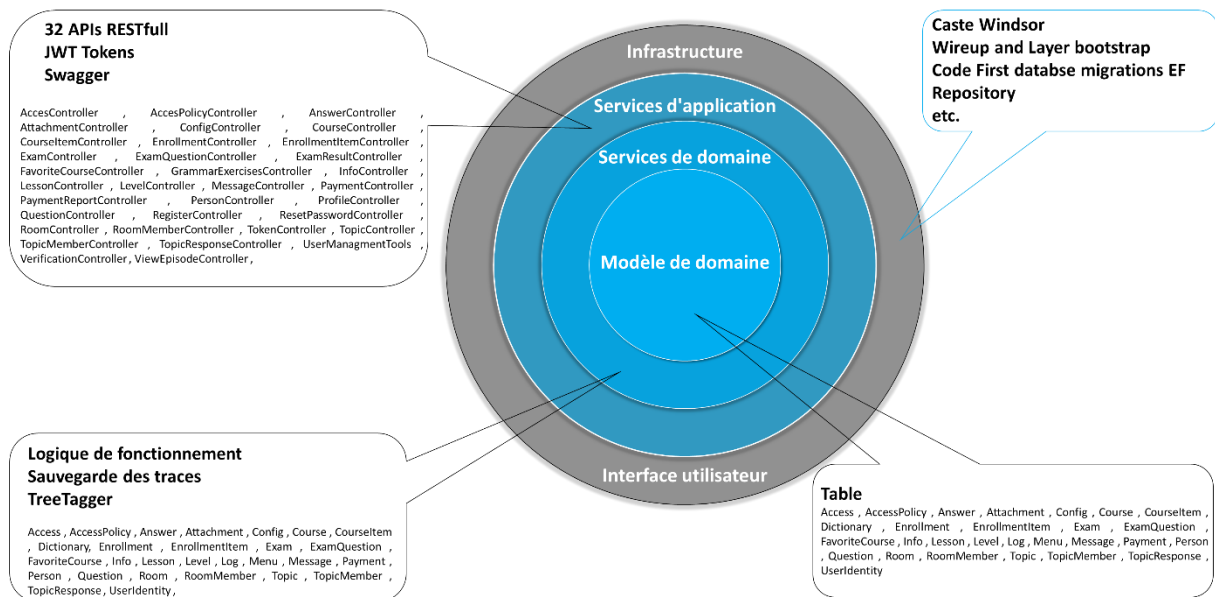 32 APIs RESTfull
JWT Tokens
Swagger
AccesController , AccesPolicyController , AnswerController ,
AttachmentController , ConfigController , CourseController ,
CourseItemController , EnrollmentController , EnrollmentItemController ,
ExamController , ExamQuestionController , ExamResultController ,
FavoriteCourseController , GrammarExercisesController , InfoController ,
LessonController , LevelController , MessageController , PaymentController ,
PaymentReportController , PersonController , ProfileController ,
QuestionController , RegisterController , ResetPasswordController ,
RoomController , RoomMemberController , TokenController , TopicController ,
TopicMemberController , TopicResponseController , UserManagmentTools ,
VerificationController , ViewEpisodeController ,
Infrastructure
Services d'application
Services de domaine
Modèle de domaine
Interface utilisateur
Caste Windsor
Wireup and Layer bootstrap
Code First databse migrations EF
Repository
etc.
Logique de fonctionnement
Sauvegarde des traces
TreeTagger
Access , AccessPolicy , Answer , Attachment , Config , Course , CourseItem
, Dictionary, Enrollment , EnrollmentItem , Exam , ExamQuestion ,
FavoriteCourse , Info , Lesson , Level , Log , Menu , Message , Payment ,
Person , Question , Room , RoomMember , Topic , TopicMember ,
TopicResponse , UserIdentity ,
Table
Access , AccessPolicy , Answer , Attachment , Config , Course , CourseItem ,
Dictionary , Enrollment , EnrollmentItem , Exam , ExamQuestion ,
FavoriteCourse , Info , Lesson , Level , Log , Menu , Message , Payment , Person
, Question , Room , RoomMember , Topic , TopicMember , TopicResponse ,
UserIdentity